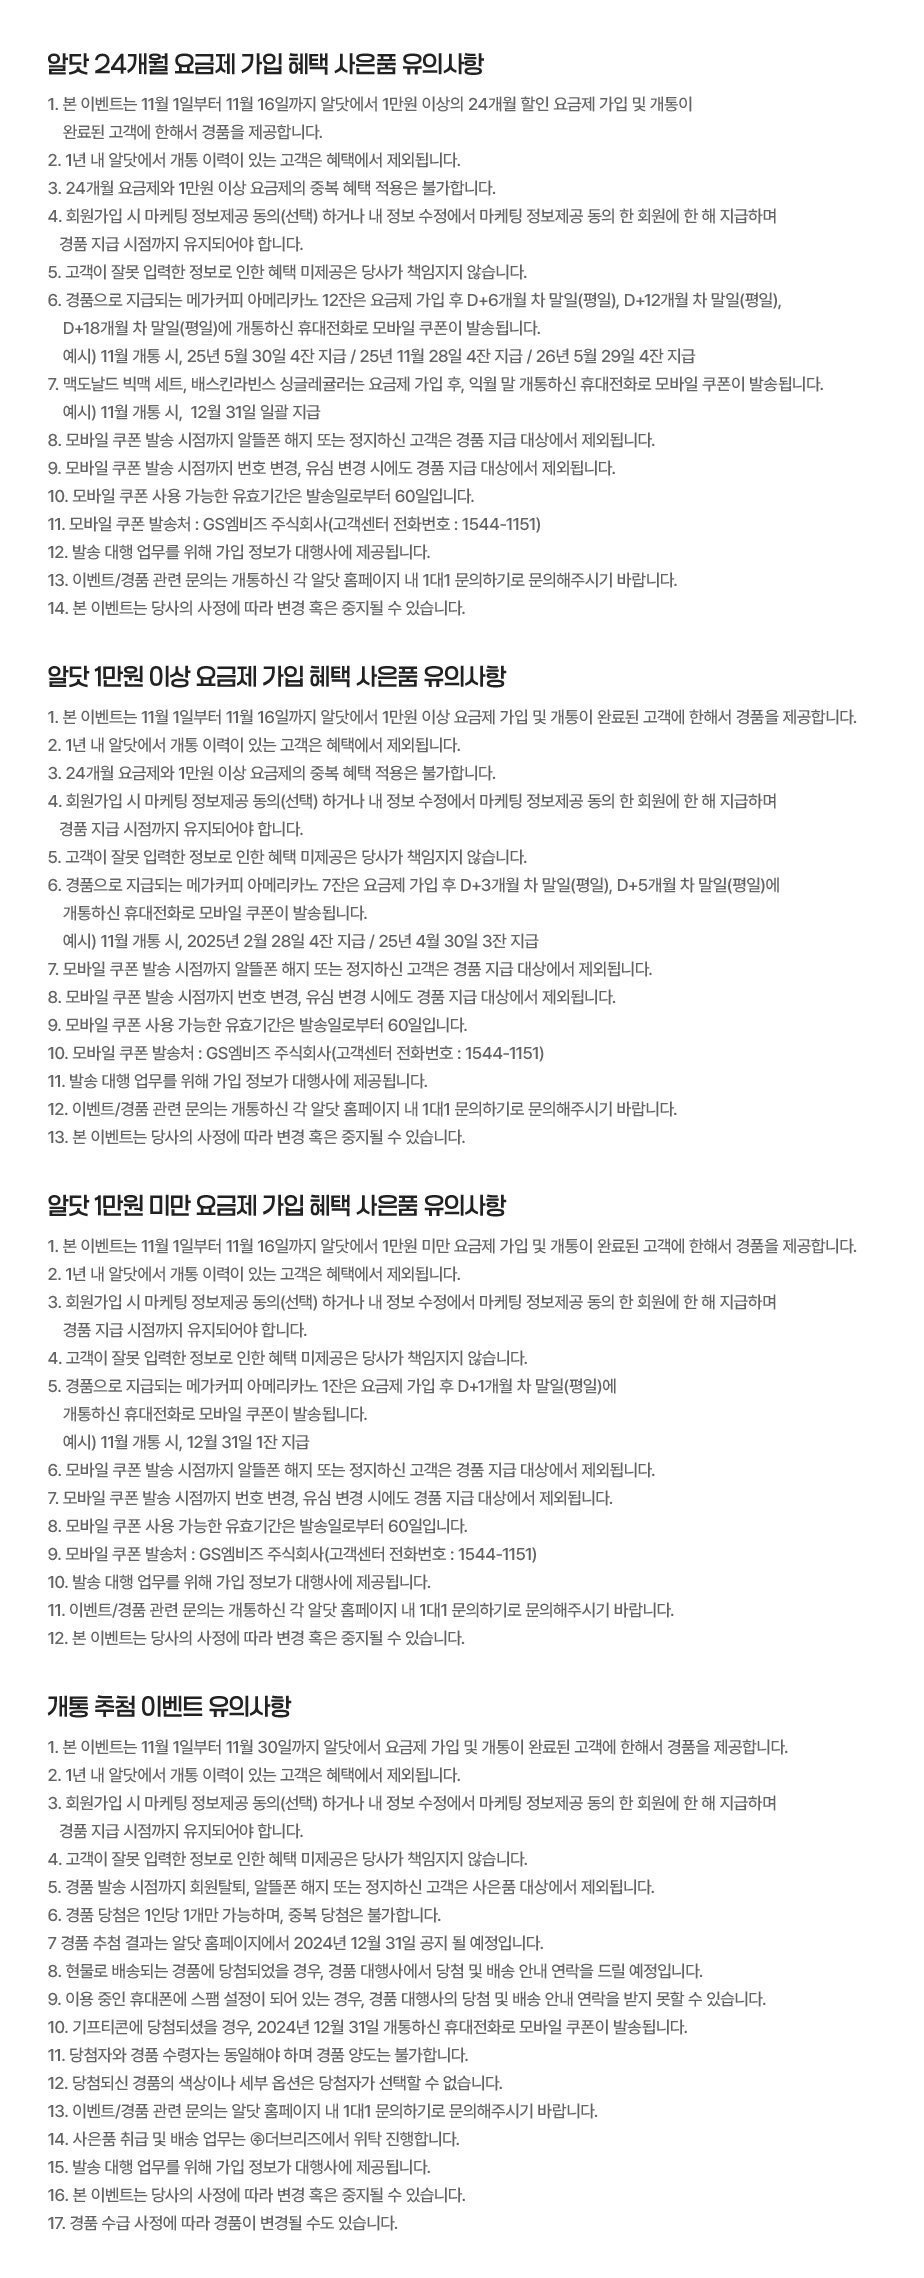 알닷 24개월 요금제 가입 혜택 사은품 유의사항
1. 본 이벤트는 11월 1일부터 11월 16일까지 알닷에서 1만원 이상의 24개월 할인 요금제 가입 및 개통이
완료된 고객에 한해서 경품을 제공합니다.
2. 1년 내 알닷에서 개통 이력이 있는 고객은 혜택에서 제외됩니다.
3. 24개월 요금제와 1만원 이상 요금제의 중복 혜택 적용은 불가합니다.
4. 회원가입 시 마케팅 정보제공 동의(선택) 하거나 내 정보 수정에서 마케팅 정보제공 동의 한 회원에 한 해 지급하며
경품 지급 시점까지 유지되어야 합니다.
5. 고객이 잘못 입력한 정보로 인한 혜택 미제공은 당사가 책임지지 않습니다.
6. 경품으로 지급되는 메가커피 아메리카노 12잔은 요금제 가입 후 D+6개월 차 말일(평일), D+12개월 차 말일(평일),
D+18개월 차 말일(평일)에 개통하신 휴대전화로 모바일 쿠폰이 발송됩니다.
예시) 11월 개통 시, 25년 5월 30일 4잔 지급 / 25년 11월 28일 4잔 지급 / 26년 5월 29일 4잔 지급
7. 맥도날드 빅맥 세트, 배스킨라빈스 싱글레귤러는 요금제 가입 후, 익월 말 개통하신 휴대전화로 모바일 쿠폰이 발송됩니다.
예시) 11월 개통 시, 12월 31일 일괄 지급
8. 모바일 쿠폰 발송 시점까지 알뜰폰 해지 또는 정지하신 고객은 경품 지급 대상에서 제외됩니다.
9. 모바일 쿠폰 발송 시점까지 번호 변경, 유심 변경 시에도 경품 지급 대상에서 제외됩니다.
10. 모바일 쿠폰 사용 가능한 유효기간은 발송일로부터 60일입니다.
11. 모바일 쿠폰 발송처 : GS엠비즈 주식회사(고객센터 전화번호 : 1544-1151)
12. 발송 대행 업무를 위해 가입 정보가 대행사에 제공됩니다.
13. 이벤트/경품 관련 문의는 개통하신 각 알닷 홈페이지 내 1대1 문의하기로 문의해주시기 바랍니다.
14. 본 이벤트는 당사의 사정에 따라 변경 혹은 중지될 수 있습니다.
알닷 1만원 이상 요금제 가입 혜택 사은품 유의사항
1. 본 이벤트는 11월 1일부터 11월 16일까지 알닷에서 1만원 이상 요금제 가입 및 개통이 완료된 고객에 한해서 경품을 제공합니다.
2. 1년 내 알닷에서 개통 이력이 있는 고객은 혜택에서 제외됩니다.
3. 24개월 요금제와 1만원 이상 요금제의 중복 혜택 적용은 불가합니다.
4. 회원가입 시 마케팅 정보제공 동의(선택) 하거나 내 정보 수정에서 마케팅 정보제공 동의 한 회원에 한 해 지급하며
경품 지급 시점까지 유지되어야 합니다.
5. 고객이 잘못 입력한 정보로 인한 혜택 미제공은 당사가 책임지지 않습니다.
6. 경품으로 지급되는 메가커피 아메리카노 7잔은 요금제 가입 후 D+3개월 차 말일(평일), D+5개월 차 말일(평일)에
개통하신 휴대전화로 모바일 쿠폰이 발송됩니다.
예시) 11월 개통 시, 2025년 2월 28일 4잔 지급 / 25년 4월 30일 3잔 지급
7. 모바일 쿠폰 발송 시점까지 알뜰폰 해지 또는 정지하신 고객은 경품 지급 대상에서 제외됩니다.
8. 모바일 쿠폰 발송 시점까지 번호 변경, 유심 변경 시에도 경품 지급 대상에서 제외됩니다.
9. 모바일 쿠폰 사용 가능한 유효기간은 발송일로부터 60일입니다.
10. 모바일 쿠폰 발송처 : GS엠비즈 주식회사(고객센터 전화번호 : 1544-1151)
11. 발송 대행 업무를 위해 가입 정보가 대행사에 제공됩니다.
12. 이벤트/경품 관련 문의는 개통하신 각 알닷 홈페이지 내 1대1 문의하기로 문의해주시기 바랍니다.
13. 본 이벤트는 당사의 사정에 따라 변경 혹은 중지될 수 있습니다.
알닷 1만원 미만 요금제 가입 혜택 사은품 유의사항
1. 본 이벤트는 11월 1일부터 11월 16일까지 알닷에서 1만원 미만 요금제 가입 및 개통이 완료된 고객에 한해서 경품을 제공합니다.
2. 1년 내 알닷에서 개통 이력이 있는 고객은 혜택에서 제외됩니다.
3. 회원가입 시 마케팅 정보제공 동의(선택) 하거나 내 정보 수정에서 마케팅 정보제공 동의 한 회원에 한 해 지급하며
경품 지급 시점까지 유지되어야 합니다.
4. 고객이 잘못 입력한 정보로 인한 혜택 미제공은 당사가 책임지지 않습니다.
5. 경품으로 지급되는 메가커피 아메리카노 1잔은 요금제 가입 후 D+1개월 차 말일(평일)에
개통하신 휴대전화로 모바일 쿠폰이 발송됩니다.
예시) 11월 개통 시, 12월 31일 1잔 지급
6. 모바일 쿠폰 발송 시점까지 알뜰폰 해지 또는 정지하신 고객은 경품 지급 대상에서 제외됩니다.
7. 모바일 쿠폰 발송 시점까지 번호 변경, 유심 변경 시에도 경품 지급 대상에서 제외됩니다.
8. 모바일 쿠폰 사용 가능한 유효기간은 발송일로부터 60일입니다.
9. 모바일 쿠폰 발송처 : GS엠비즈 주식회사(고객센터 전화번호 : 1544-1151)
10. 발송 대행 업무를 위해 가입 정보가 대행사에 제공됩니다.
11. 이벤트/경품 관련 문의는 개통하신 각 알닷 홈페이지 내 1대1 문의하기로 문의해주시기 바랍니다.
12. 본 이벤트는 당사의 사정에 따라 변경 혹은 중지될 수 있습니다.
개통 추첨 이벤트 유의사항
1. 본 이벤트는 11월 1일부터 11월 30일까지 알닷에서 요금제 가입 및 개통이 완료된 고객에 한해서 경품을 제공합니다.
2. 1년 내 알닷에서 개통 이력이 있는 고객은 혜택에서 제외됩니다.
3. 회원가입 시 마케팅 정보제공 동의(선택) 하거나 내 정보 수정에서 마케팅 정보제공 동의 한 회원에 한 해 지급하며
경품 지급 시점까지 유지되어야 합니다.
4. 고객이 잘못 입력한 정보로 인한 혜택 미제공은 당사가 책임지지 않습니다.
5. 경품 발송 시점까지 회원탈퇴, 알뜰폰 해지 또는 정지하신 고객은 사은품 대상에서 제외됩니다.
6. 경품 당첨은 1인당 1개만 가능하며, 중복 당첨은 불가합니다.
7 경품 추첨 결과는 알닷 홈페이지에서 2024년 12월 31일 공지 될 예정입니다.
8. 현물로 배송되는 경품에 당첨되었을 경우, 경품 대행사에서 당첨 및 배송 안내 연락을 드릴 예정입니다.
9. 이용 중인 휴대폰에 스팸 설정이 되어 있는 경우, 경품 대행사의 당첨 및 배송 안내 연락을 받지 못할 수 있습니다.
10. 기프티콘에 당첨되셨을 경우, 2024년 12월 31일 개통하신 휴대전화로 모바일 쿠폰이 발송됩니다.
11. 당첨자와 경품 수령자는 동일해야 하며 경품 양도는 불가합니다.
12. 당첨되신 경품의 색상이나 세부 옵션은 당첨자가 선택할 수 없습니다.
13. 이벤트/경품 관련 문의는 알닷 홈페이지 내 1대1 문의하기로 문의해주시기 바랍니다.
14. 사은품 취급 및 배송 업무는 ㈜더브리즈에서 위탁 진행합니다.
15. 발송 대행 업무를 위해 가입 정보가 대행사에 제공됩니다.
16. 본 이벤트는 당사의 사정에 따라 변경 혹은 중지될 수 있습니다.
17. 경품 수급 사정에 따라 경품이 변경될 수도 있습니다.